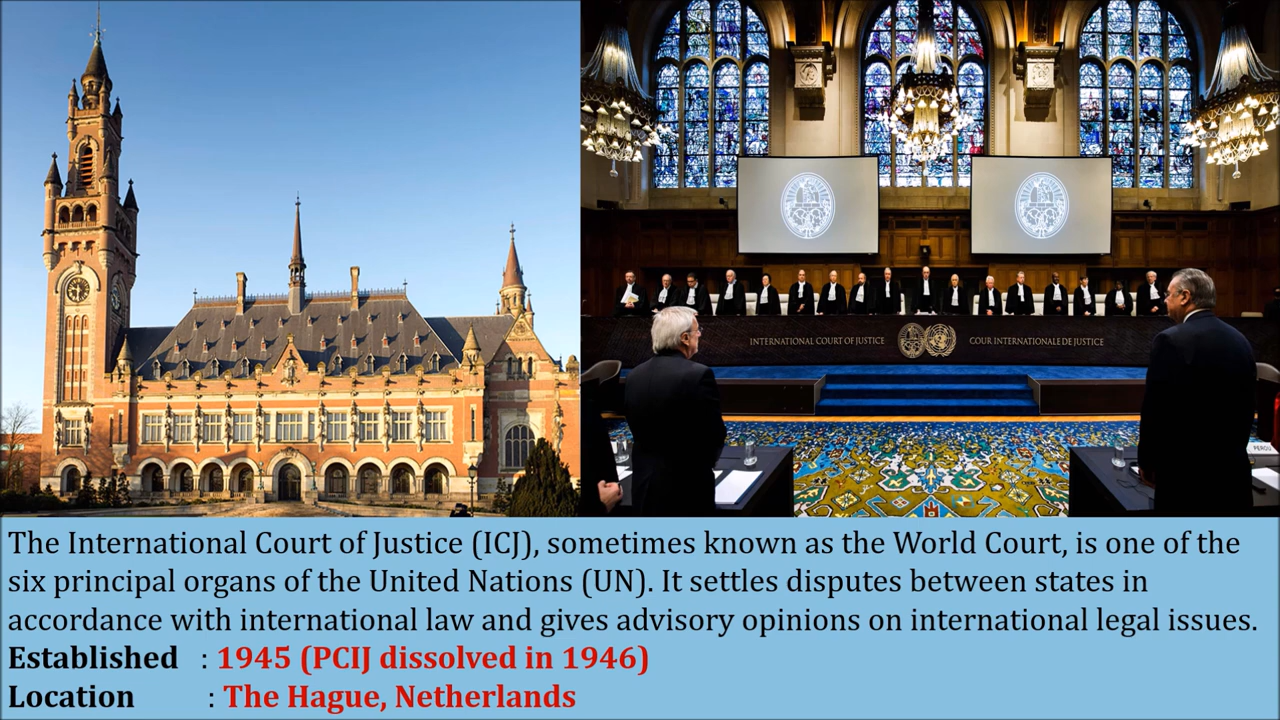 INTERNATIONAL COURT OF JUSTICE COUR INTERNATIONALE DE JUSTICE
PEROU
The International Court of Justice (ICJ), sometimes known as the World Court, is one of the
six principal organs of the United Nations (UN). It settles disputes between states in
accordance with international law and gives advisory opinions on international legal issues.
Established : 1945 (PCIJ dissolved in 1946)
Location : The Hague, Netherlands